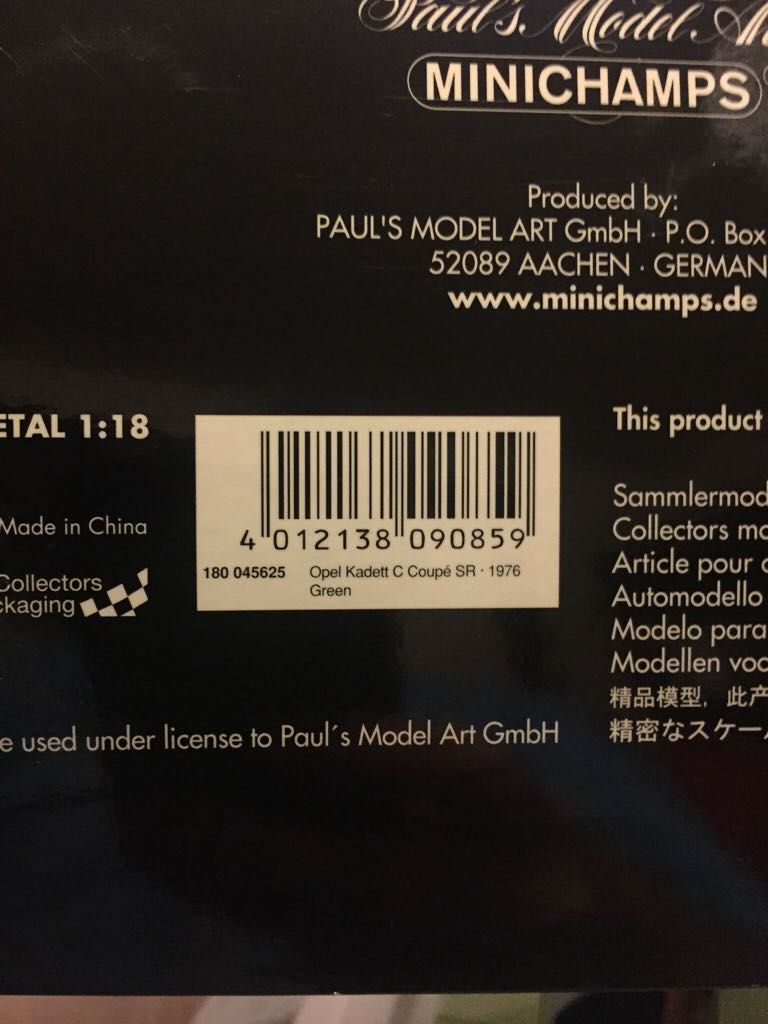 Paul's Model
MINICHAMPS
Produced by:
PAUL'S MODEL ART GmbH · P.O. Box
52089 AACHEN · GERMAN
www.minichamps.de
ETAL 1:18
Made in China
Collectors
ckaging
4 012138 090859
180 045625 Opel Kadett C Coupé SR · 1976
Green
This product
Sammlermod
Collectors mo
Article pour
Automodello
Modelo para
Modellen voo
精品模型, 此产
精密なスケー
e used under license to Paul´s Model Art GmbH